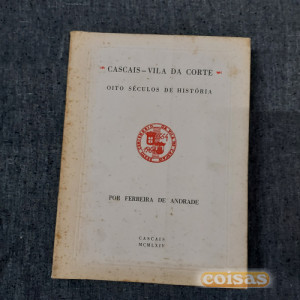 CASCAIS – VILA DA CORTE
OITO SÉCULOS DE HISTÓRIA
POR FERREIRA DE ANDRADE
CASCAIS
MCMLXIV
coisas